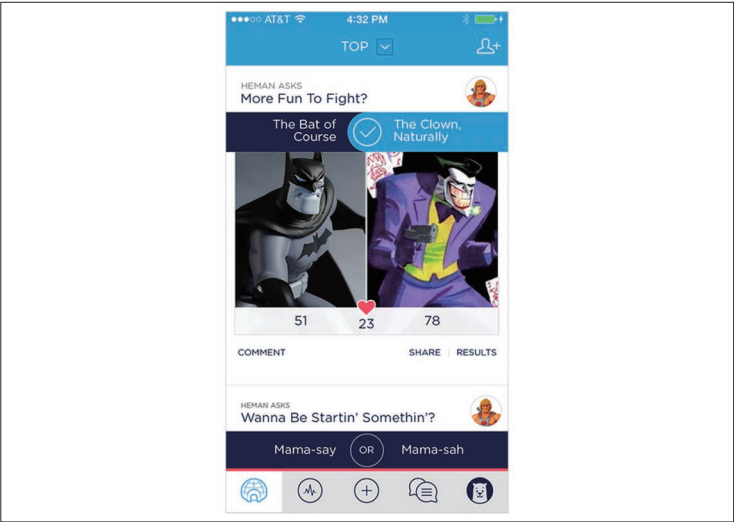 AT&T 4:32 PM
TOP
HEMAN ASKS
More Fun To Fight?
The Bat of Course
The Clown, Naturally
51 23 78
COMMENT SHARE RESULTS
HEMAN ASKS
Wanna Be Startin' Somethin'?
Mama-say OR Mama-sah